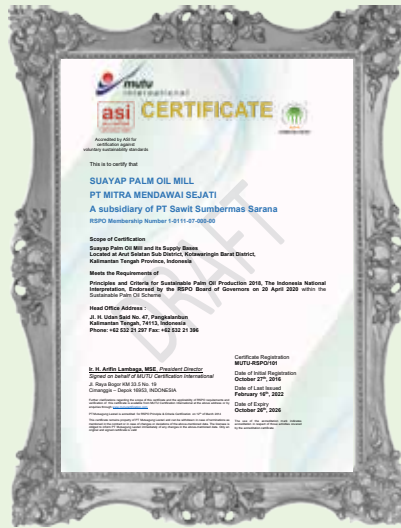 mutu
international
asi
CERTIFICATE
Accredited by ASI for
certification against
voluntary sustainability standards
This is to certify that
SUAYAP PALM OIL MILL
PT MITRA MENDAWAI SEJATI
A subsidiary of PT Sawit Sumbermas Sarana
RSPO Membership Number 1-0111-07-000-00
Scope of Certification
Suayap Palm Oil Mill and its Supply Bases
Located at Arut Selatan Sub District, Kotawaringin Barat District,
Kalimantan Tengah Province, Indonesia
Meets the Requirements of
Principles and Criteria for Sustainable Palm Oil Production 2018, The Indonesia National
Interpretation, Endorsed by the RSPO Board of Governors on 20 April 2020 within the
Sustainable Palm Oil Scheme
Head Office Address :
Jl. H. Udan Said No. 47, Pangkalanbun
Kalimantan Tengah, 74113, Indonesia
Phone: +62 532 21 297 Fax: +62 532 21 396
DRAFT
Ir. H. Arifin Lambaga, MSE, President Director
Signed on behalf of MUTU Certification International
Jl. Raya Bogor KM 33.5 No. 19
Cimanggis – Depok 16953, INDONESIA
Certificate Registration
MUTU-RSPO/101
Date of Initial Registration
October 27th, 2016
Date of Last Issued
February 16th, 2022
Date of Expiry
October 26th, 2026